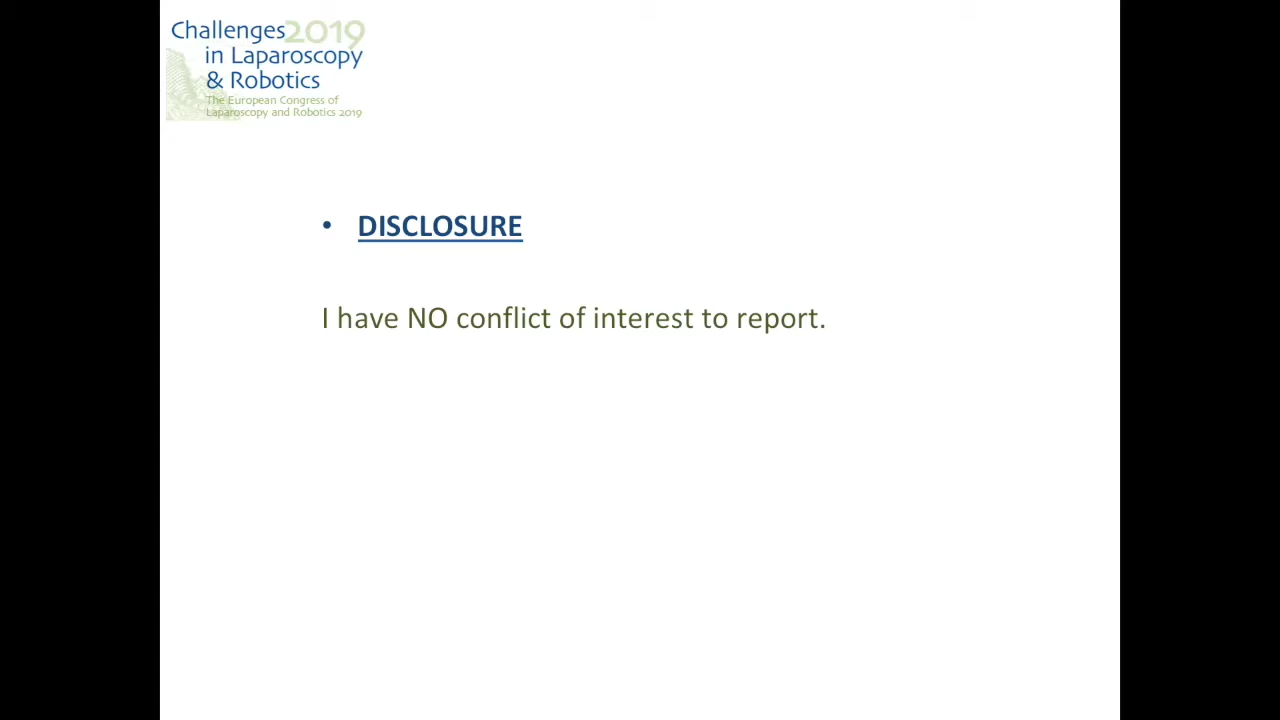 Challenges 2019
in Laparoscopy
& Robotics
The European Congress of
Laparoscopy and Robotics 2019
• DISCLOSURE
I have NO conflict of interest to report.